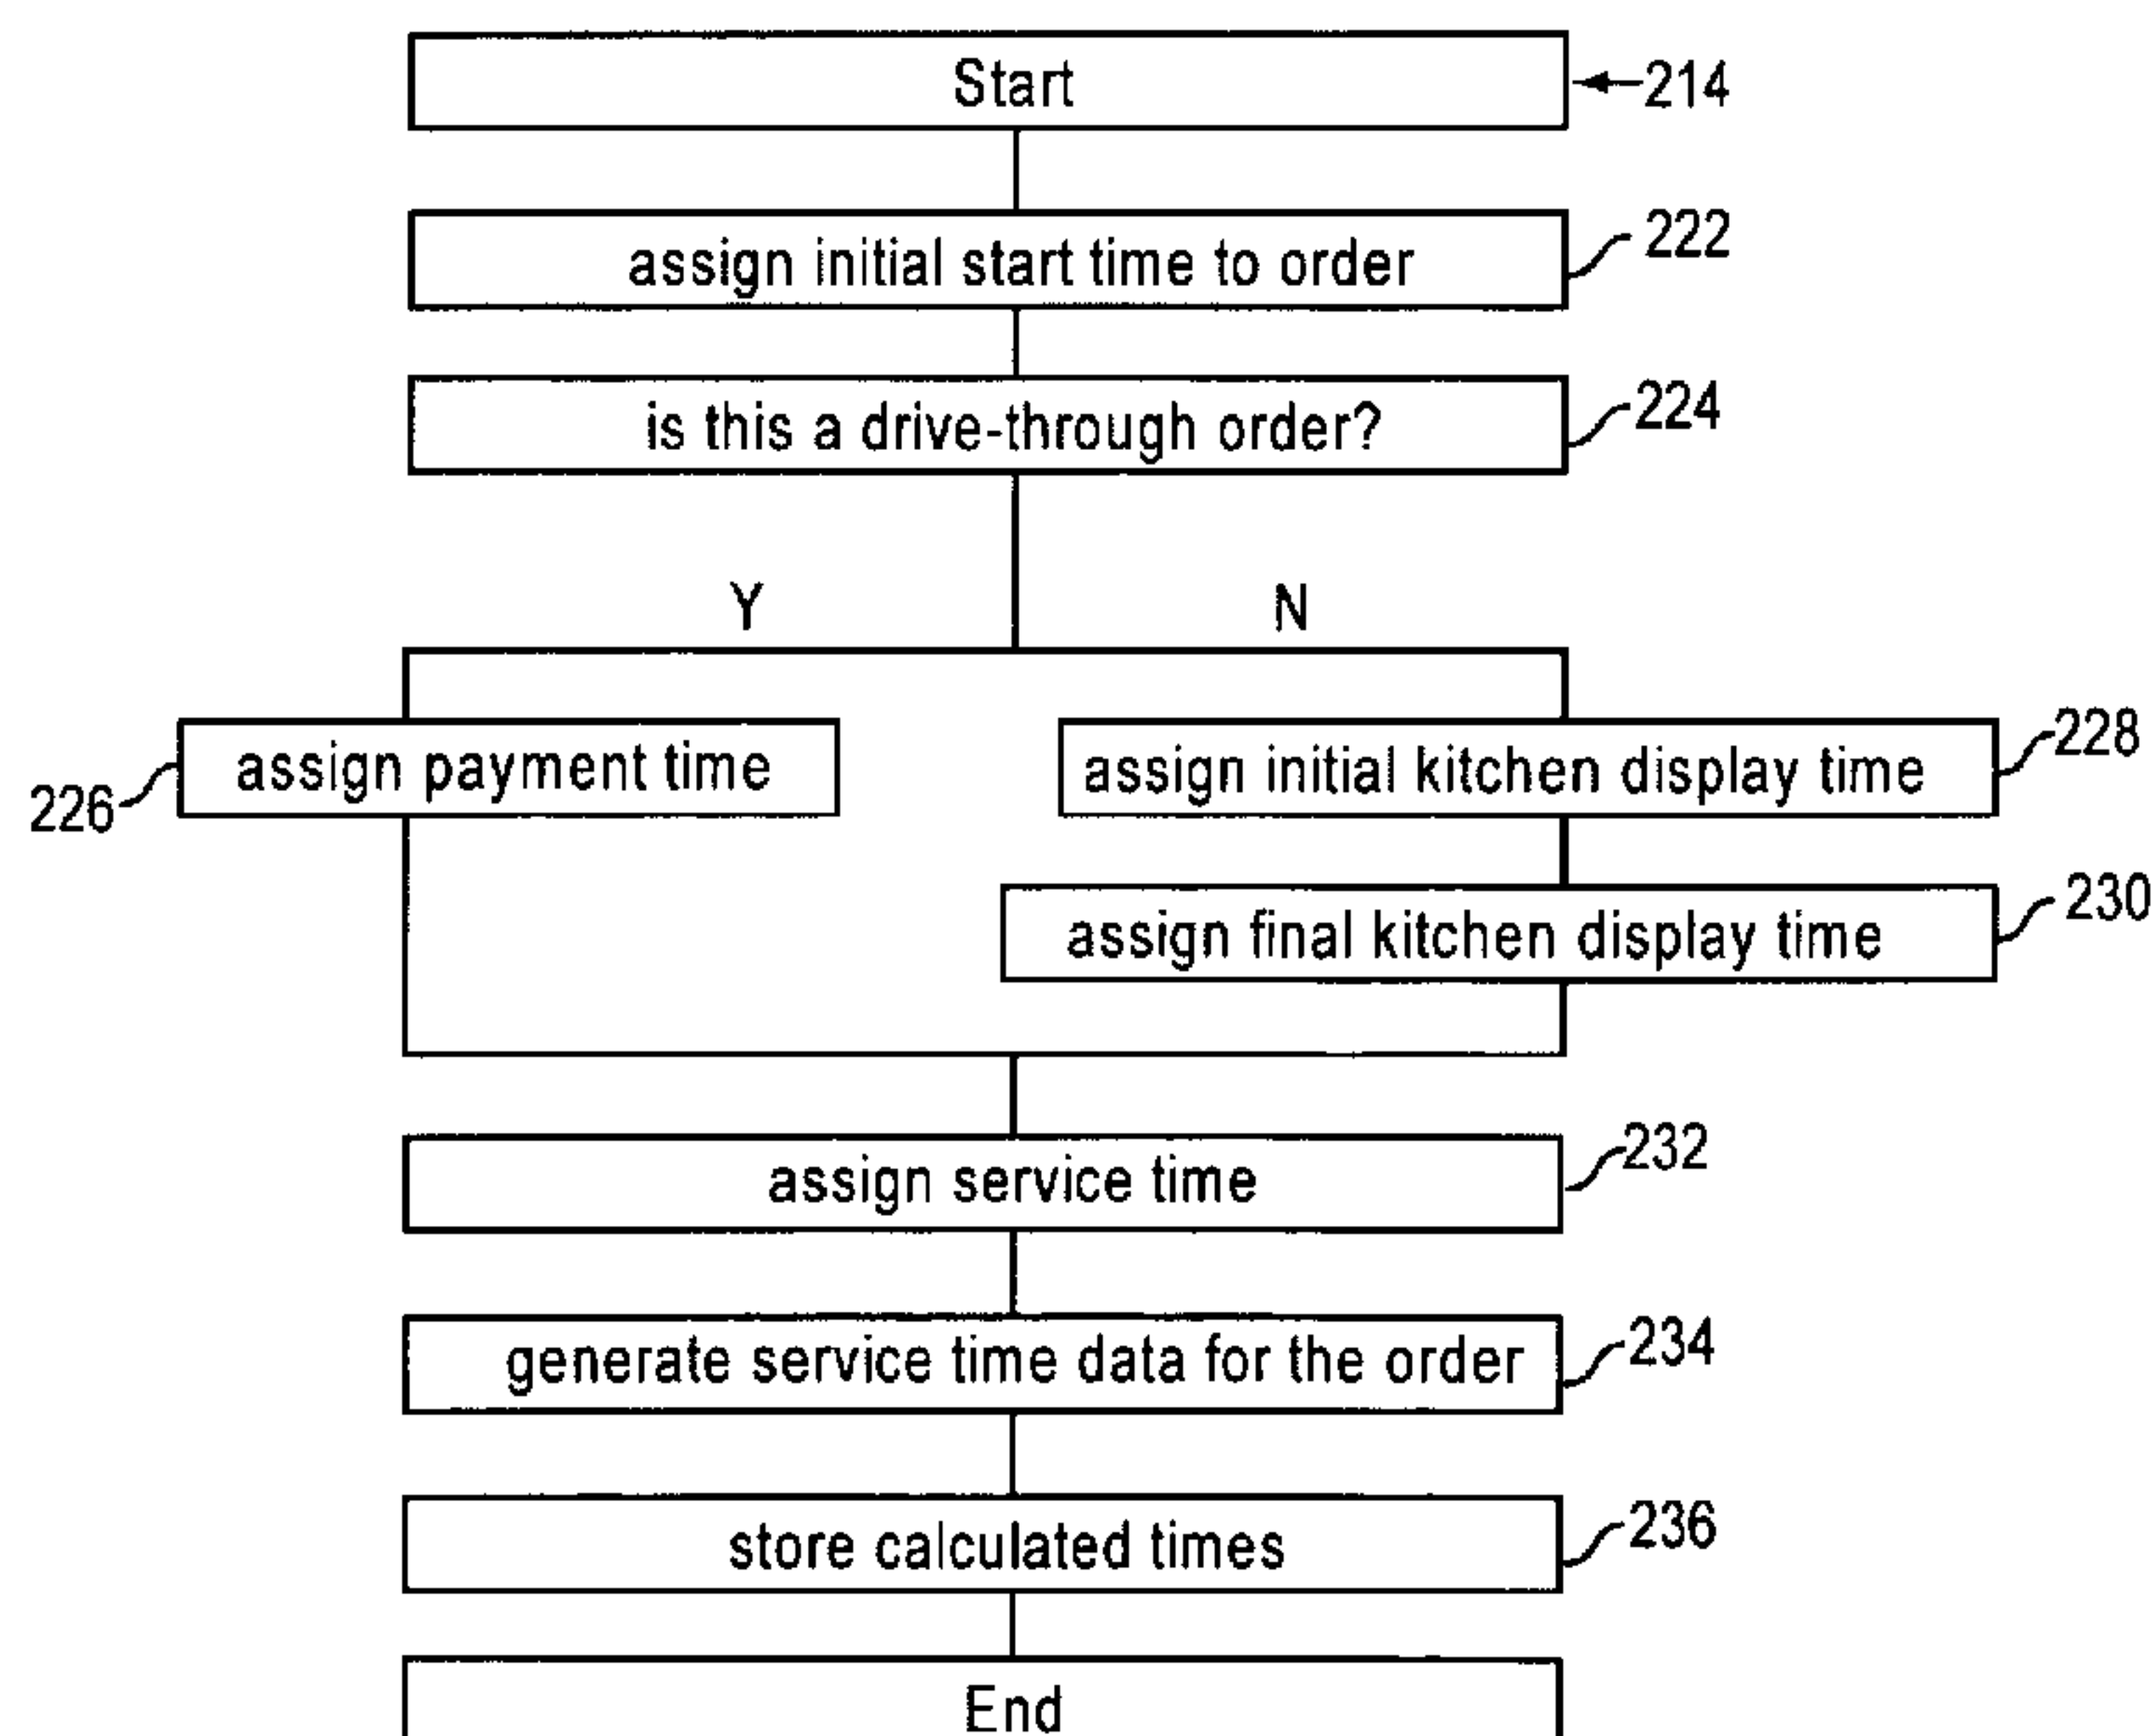 Start
214
assign initial start time to order
222
is this a drive-through order?
224
Y
N
assign payment time
226
assign initial kitchen display time
228
assign final kitchen display time
230
assign service time
232
generate service time data for the order
234
store calculated times
236
End